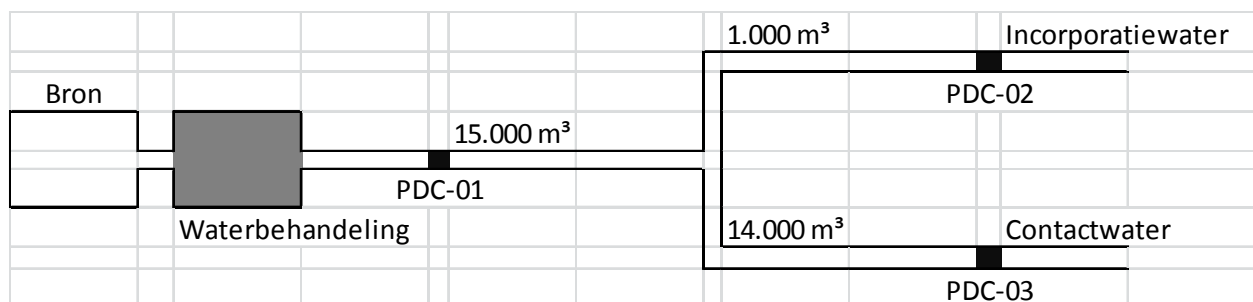 1.000 m³ Incorporatiewater
PDC-02
Bron
15.000 m³
PDC-01
Waterbehandeling
14.000 m³ Contactwater
PDC-03